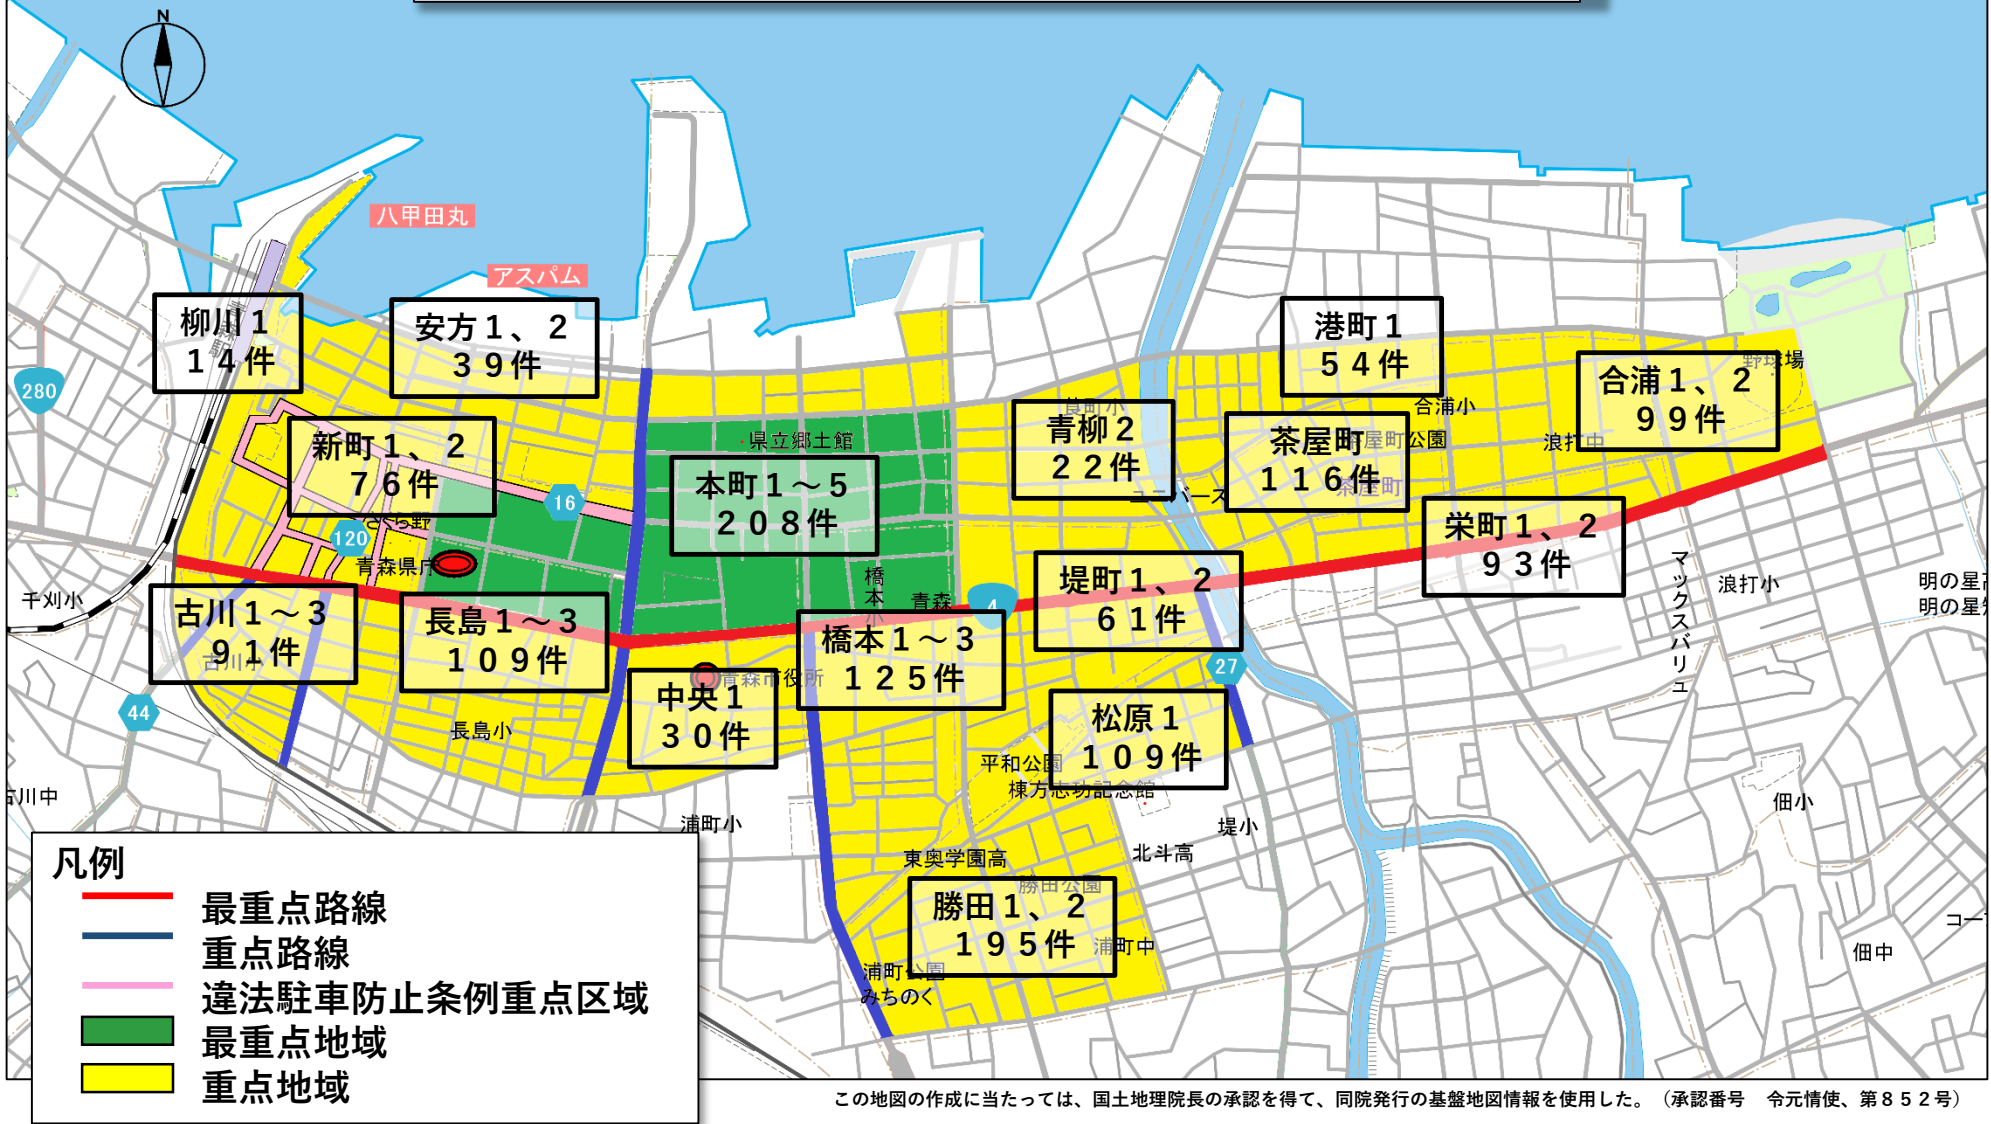 N
八甲田丸
アスパム
柳川１
１４件
安方１、２
３９件
港町１
５４件
野球場
合浦１、２
９９件
280
合浦小
県立郷土館
青柳２
２２件
茶屋町公園
茶屋町
１１６件
茶屋町
浪打中
新町１、２
７６件
16
本町１～５
２０８件
ユニバース
さくら野
120
青森県庁
栄町１、２
９３件
マックスバリュ
浪打小
明の星
明の星
千刈小
古川１～３
９１件
長島１～３
１０９件
橋本小
青森
4
堤町１、２
６１件
橋本１～３
１２５件
27
青森市役所
中央１
３０件
44
長島小
松原１
１０９件
平和公園
棟方志功記念館
古川中
浦町小
堤小
佃小
北斗高
東奥学園高
勝田公園
勝田１、２
１９５件
浦町中
浦町公園
みちのく
コー
佃中
凡例
最重点路線
重点路線
違法駐車防止条例重点区域
最重点地域
重点地域
この地図の作成に当たっては、国土地理院長の承認を得て、同院発行の基盤地図情報を使用した。（承認番号　令元情使、第８５２号）